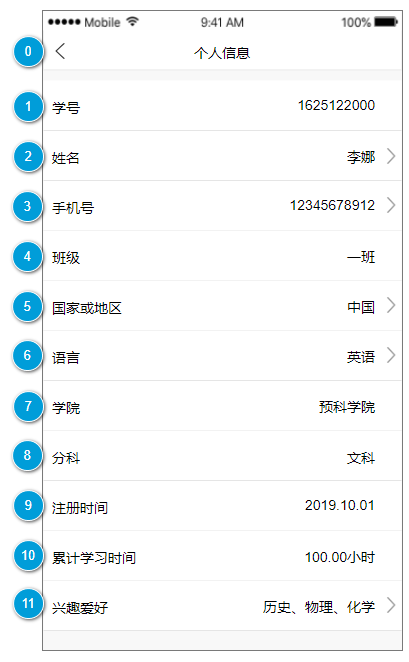 ●●●●● Mobile 9:41 AM 100%
0 个人信息
1 学号 1625122000
2 姓名 李娜
3 手机号 12345678912
4 班级 一班
5 国家或地区 中国
6 语言 英语
7 学院 预科学院
8 分科 文科
9 注册时间 2019.10.01
10 累计学习时间 100.00小时
11 兴趣爱好 历史、物理、化学